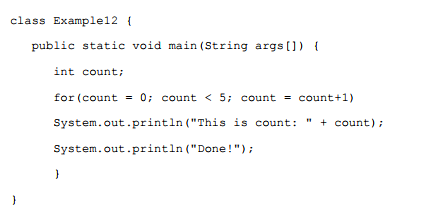 class Example12 {
public static void main(String args[]) {
int count;
for(count = 0; count < 5; count = count+1)
System.out.println("This is count: " + count);
System.out.println("Done!");
}
}